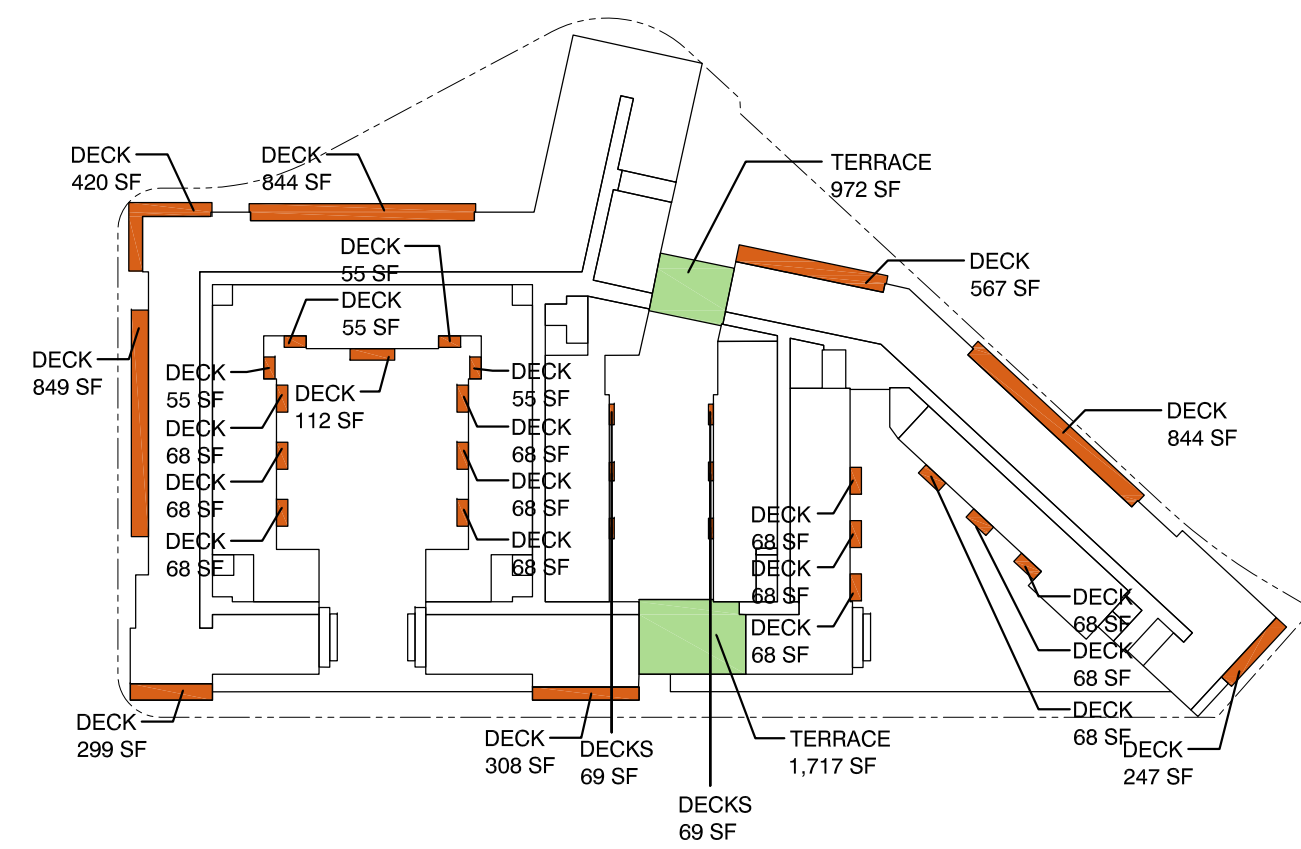 DECK
420 SF
DECK
844 SF
TERRACE
972 SF
DECK
55 SF
DECK
567 SF
DECK
55 SF
DECK
849 SF
DECK
55 SF
DECK
112 SF
DECK
55 SF
DECK
844 SF
DECK
68 SF
DECK
68 SF
DECK
68 SF
DECK
68 SF
DECK
68 SF
DECK
68 SF
DECK
68 SF
DECK
68 SF
DECK
68 SF
DECK
68 SF
DECK
68 SF
DECK
68 SF
DECK
299 SF
DECK
308 SF
DECKS
69 SF
TERRACE
1,717 SF
DECK
247 SF
DECKS
69 SF